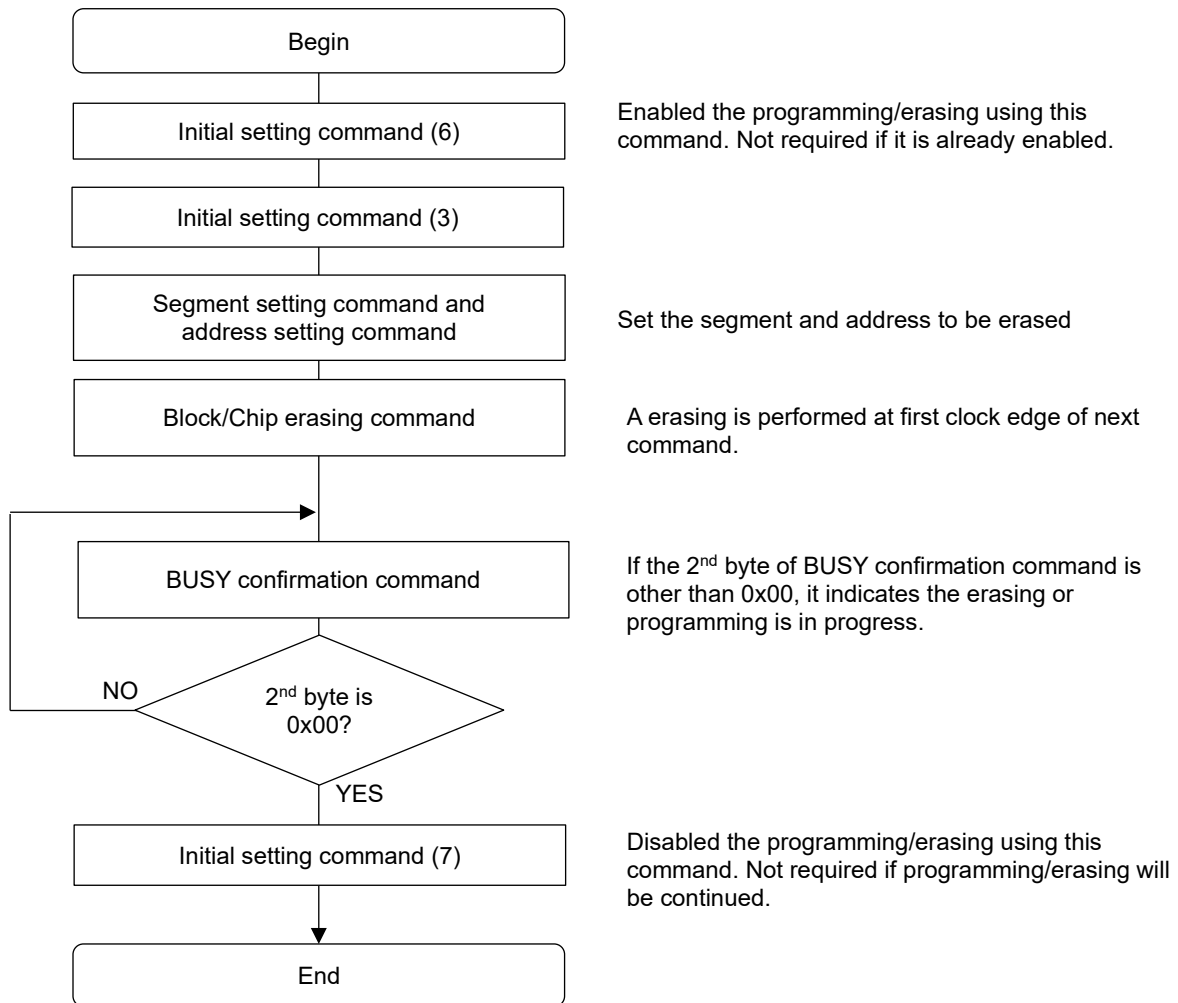 Begin
Initial setting command (6)
Enabled the programming/erasing using this
command. Not required if it is already enabled.
Initial setting command (3)
Segment setting command and
address setting command
Set the segment and address to be erased
Block/Chip erasing command
A erasing is performed at first clock edge of next
command.
BUSY confirmation command
If the 2nd byte of BUSY confirmation command is
other than 0x00, it indicates the erasing or
programming is in progress.
NO
2nd byte is
0x00?
YES
Initial setting command (7)
Disabled the programming/erasing using this
command. Not required if programming/erasing will
be continued.
End